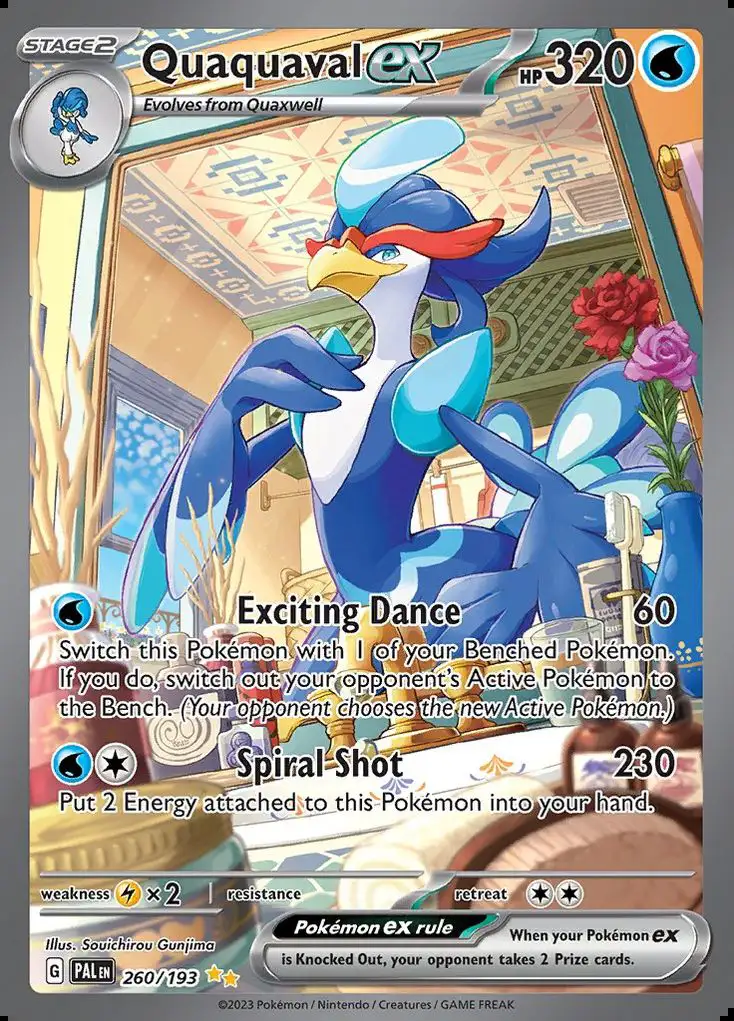 STAGE2
Quaquaval ex
HP 320
Evolves from Quaxwell
Exciting Dance 60
Switch this Pokémon with 1 of your Benched Pokémon.
If you do, switch out your opponent's Active Pokémon to
the Bench. (Your opponent chooses the new Active Pokémon.)
Spiral Shot 230
Put 2 Energy attached to this Pokémon into your hand.
weakness ×2 resistance retreat
Illus. Souichirou Gunjima
Pokémon ex rule
When your Pokémon ex
is Knocked Out, your opponent takes 2 Prize cards.
G PAL EN 260/193
©2023 Pokémon / Nintendo / Creatures / GAME FREAK